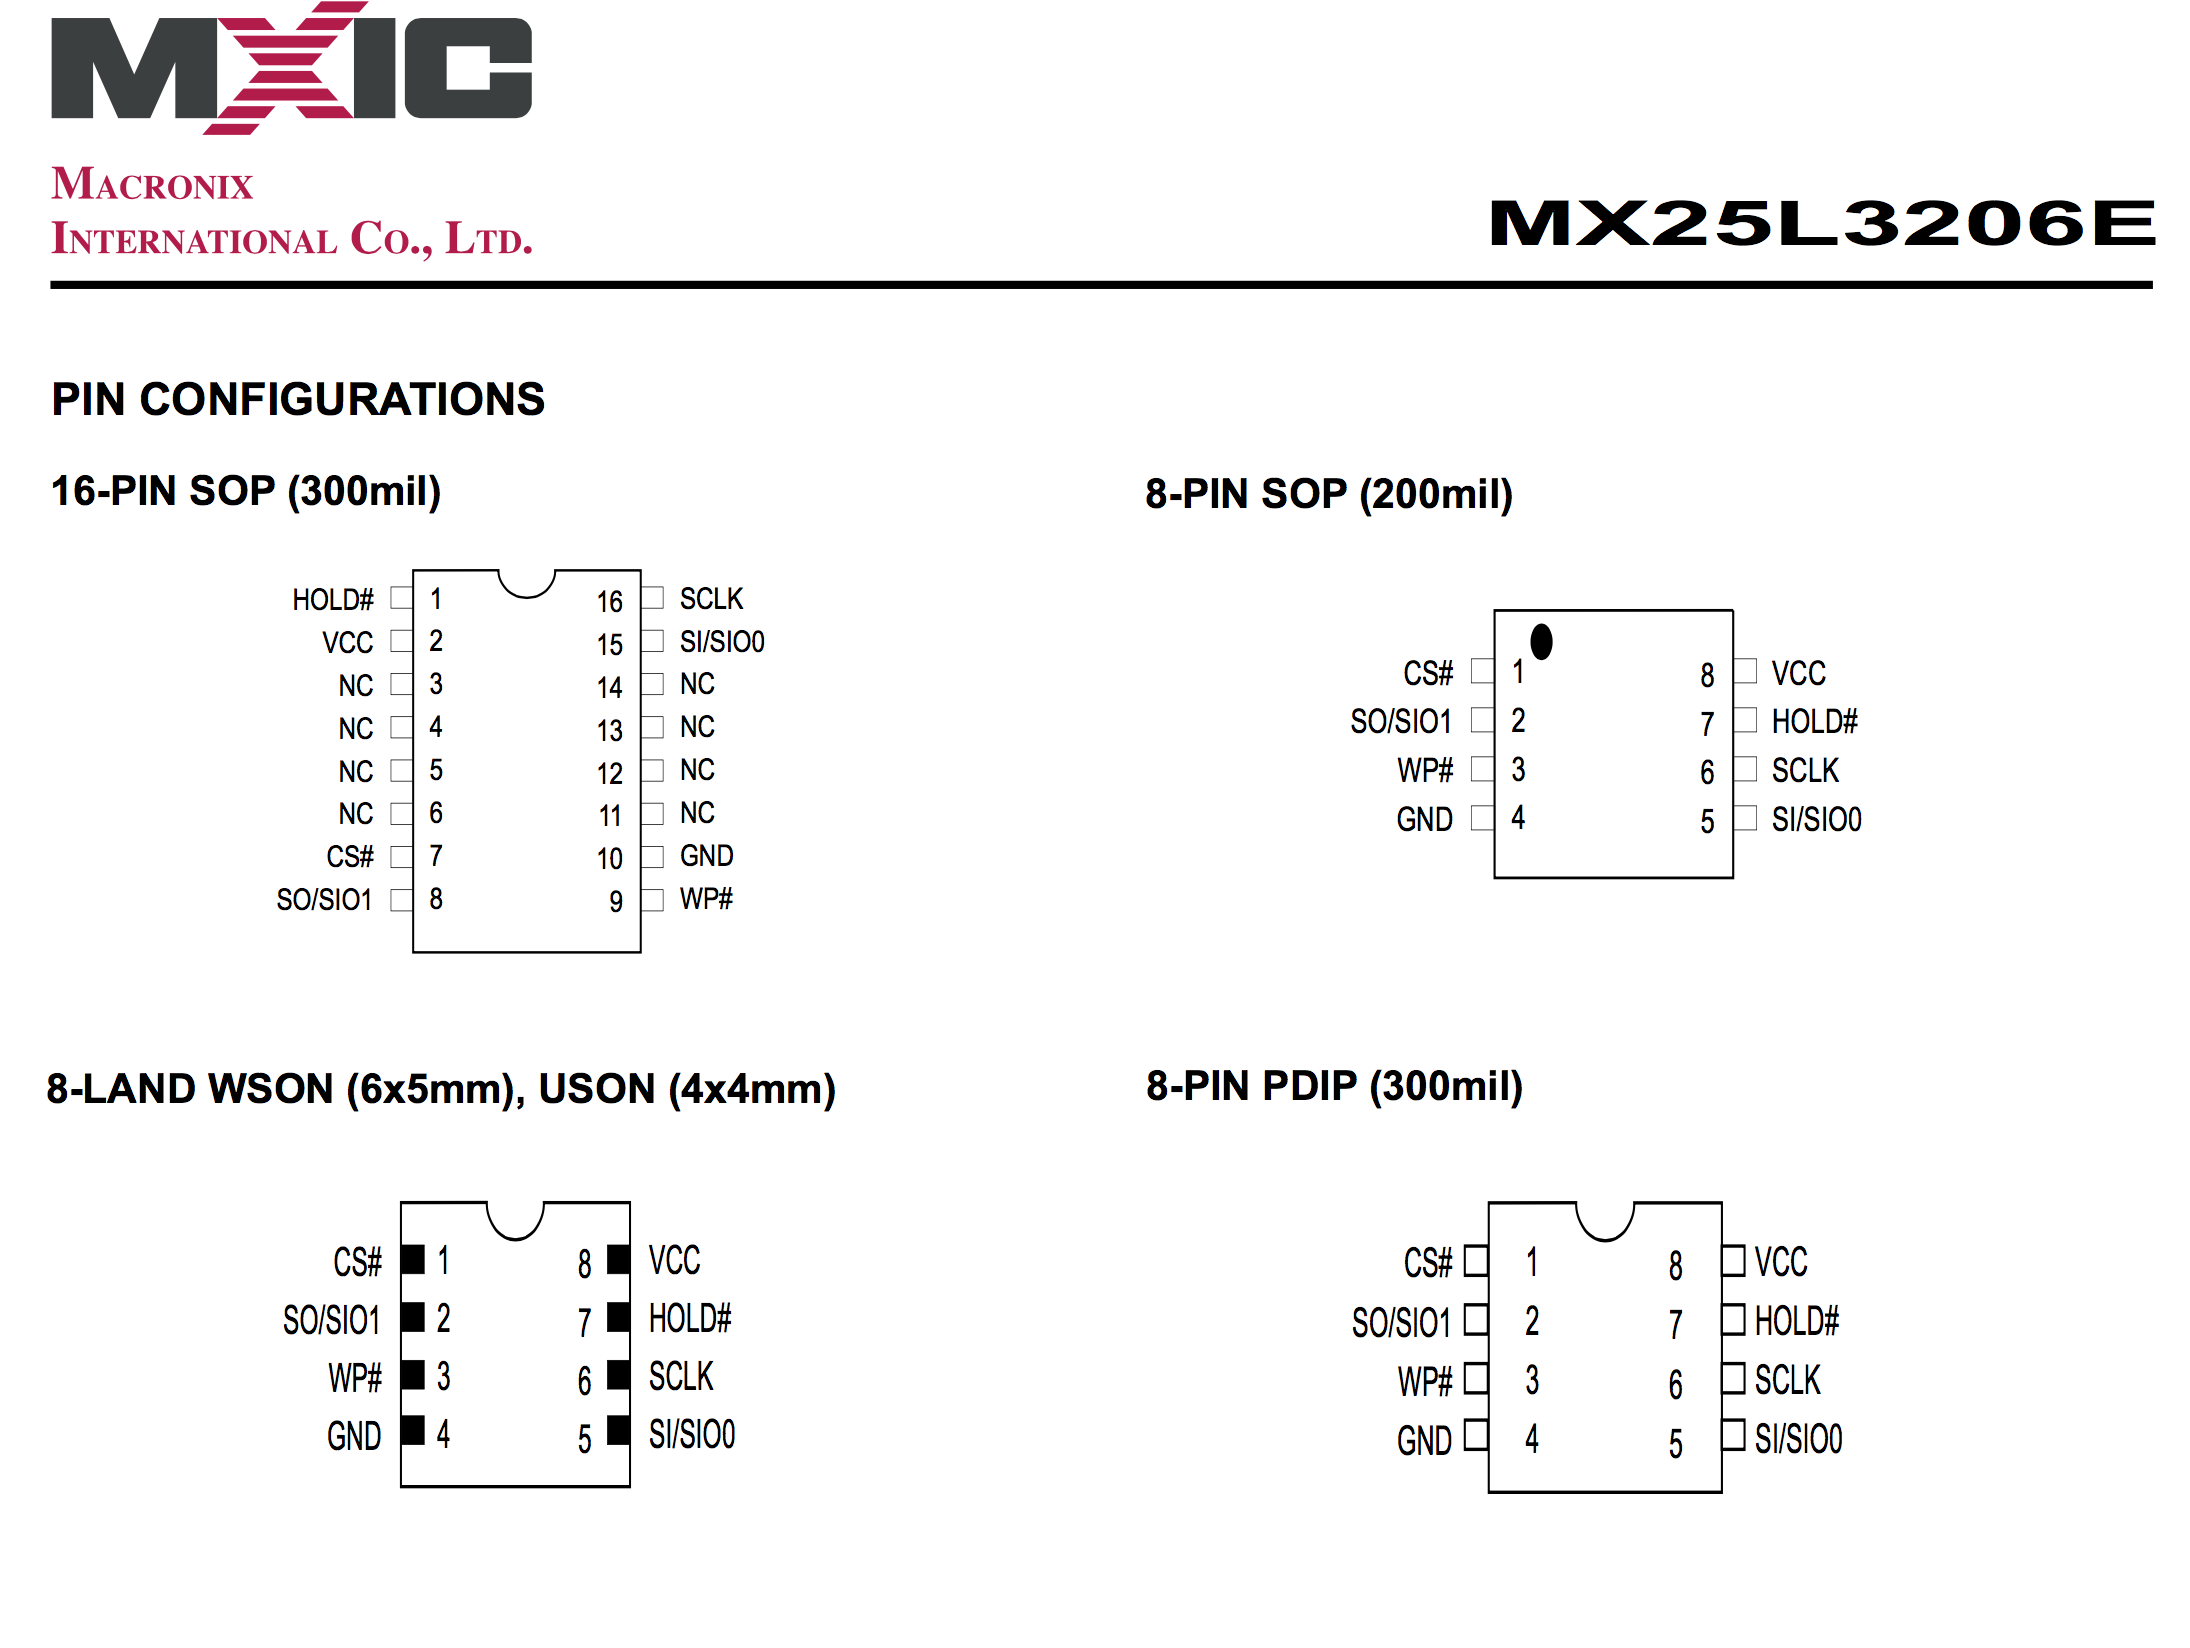 MXIC
MACRONIX
INTERNATIONAL CO., LTD.
MX25L3206E
PIN CONFIGURATIONS
16-PIN SOP (300mil)
HOLD# 1 16 SCLK
VCC 2 15 SI/SIO0
NC 3 14 NC
NC 4 13 NC
NC 5 12 NC
NC 6 11 NC
CS# 7 10 GND
SO/SIO1 8 9 WP#
8-PIN SOP (200mil)
CS# 1 8 VCC
SO/SIO1 2 7 HOLD#
WP# 3 6 SCLK
GND 4 5 SI/SIO0
8-LAND WSON (6x5mm), USON (4x4mm)
CS# 1 8 VCC
SO/SIO1 2 7 HOLD#
WP# 3 6 SCLK
GND 4 5 SI/SIO0
8-PIN PDIP (300mil)
CS# 1 8 VCC
SO/SIO1 2 7 HOLD#
WP# 3 6 SCLK
GND 4 5 SI/SIO0